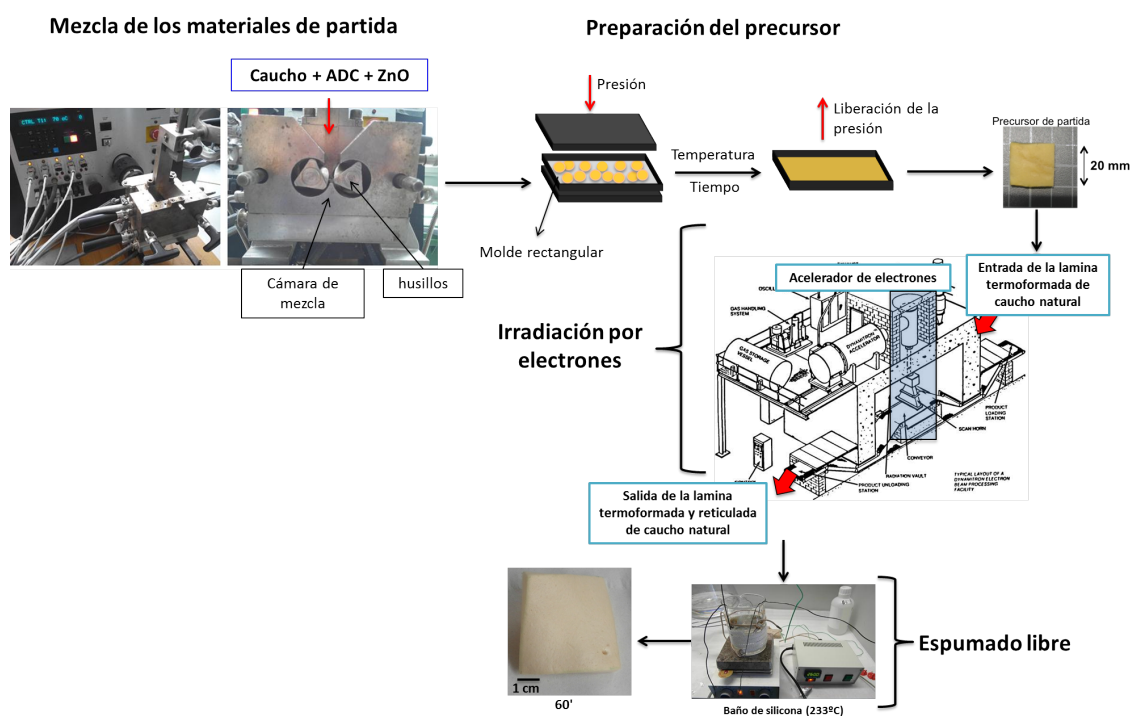 Mezcla de los materiales de partida
Preparación del precursor
Caucho + ADC + ZnO
Presión
Liberación de la
presión
Temperatura
Tiempo
Precursor de partida
20 mm
Molde rectangular
Cámara de
mezcla
husillos
Irradiación por
electrones
Acelerador de electrones
Entrada de la lamina
termoformada de
caucho natural
GAS HANDLING
SYSTEM
GAS STORAGE
VESSEL
DYNAMITRON
ACCELERATOR
PRODUCT
LOADING
STATION
SCAN HORN
CONVEYOR
RADIATION VAULT
PRODUCT UNLOADING
STATION
TYPICAL LAYOUT OF A
DYNAMITRON ELECTRON
BEAM PROCESSING
FACILITY
Salida de la lamina
termoformada y reticulada
de caucho natural
Espumado libre
1 cm
60'
Baño de silicona (233ºC)